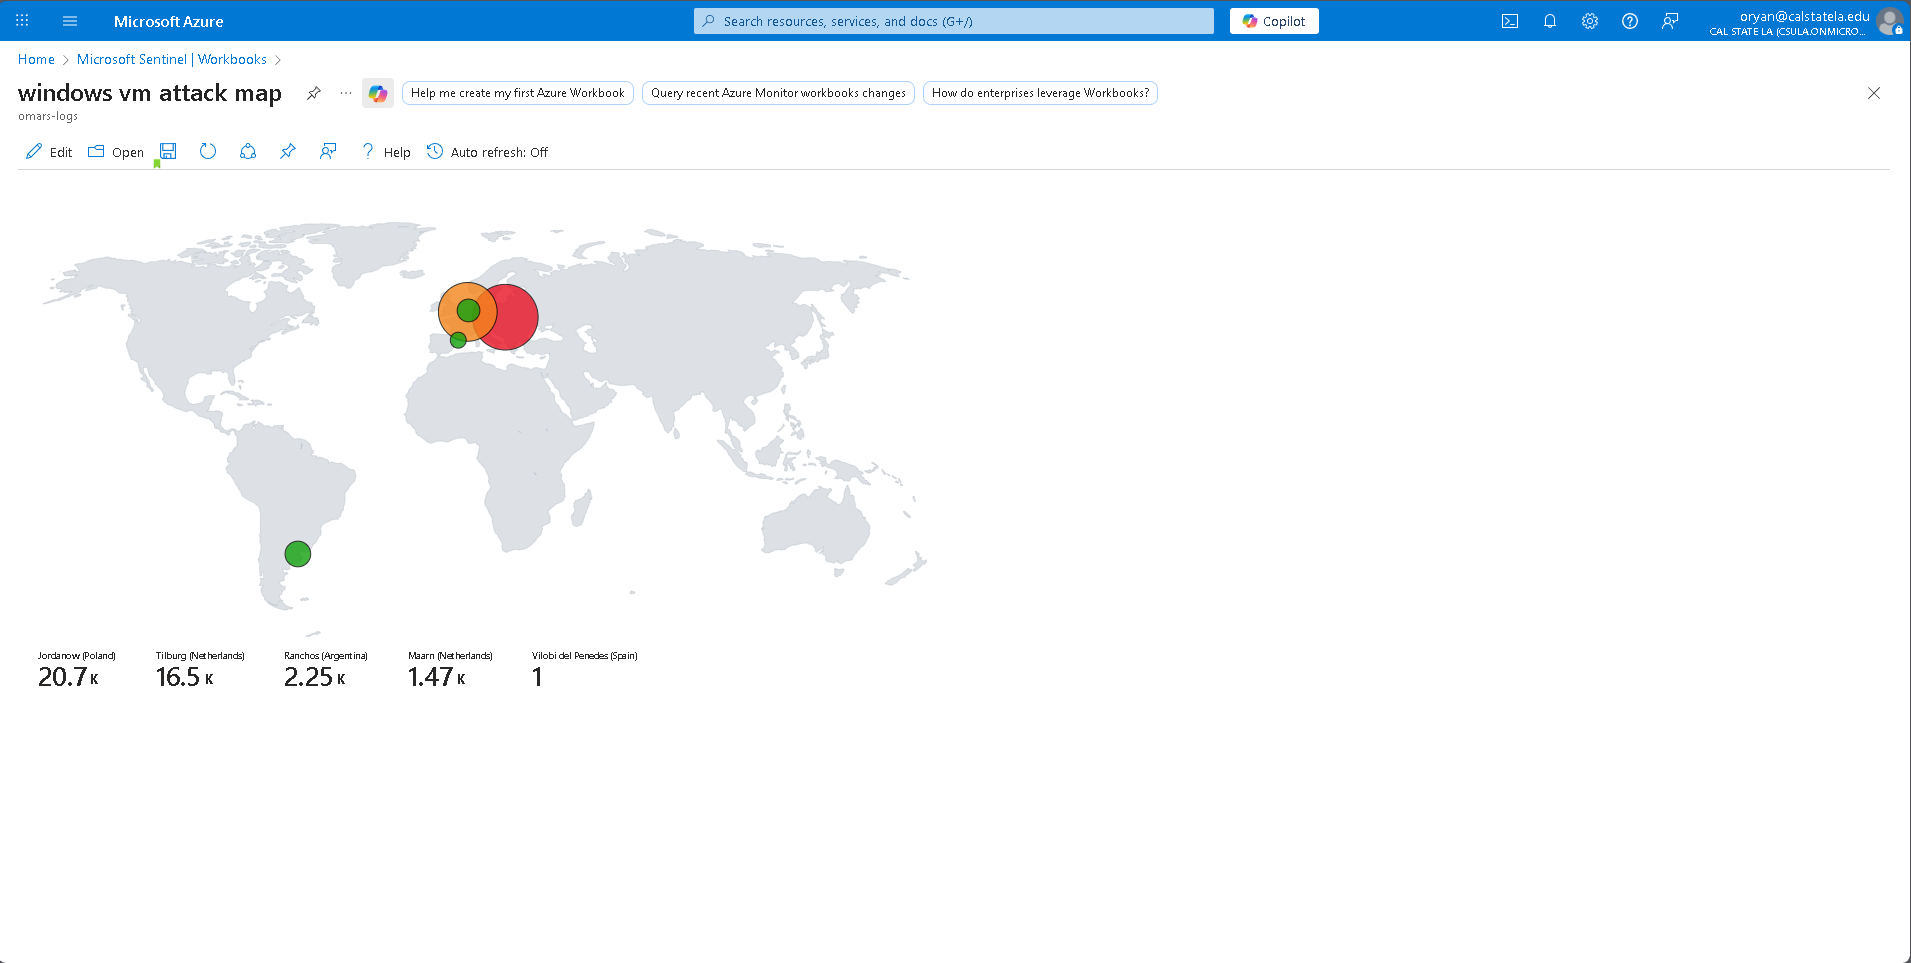 Microsoft Azure
Search resources, services, and docs (G+/)
Copilot
oryan@calstatela.edu
CAL STATE LA (CSULA.ONMICRO...
Home
Microsoft Sentinel | Workbooks
windows vm attack map
Help me create my first Azure Workbook
Query recent Azure Monitor workbooks changes
How do enterprises leverage Workbooks?
omars-logs
Edit
Open
Help
Auto refresh: Off
Jordanow (Poland)
20.7 K
Tilburg (Netherlands)
16.5 K
Ranchos (Argentina)
2.25 K
Maarn (Netherlands)
1.47 K
Vilobi del Penedes (Spain)
1